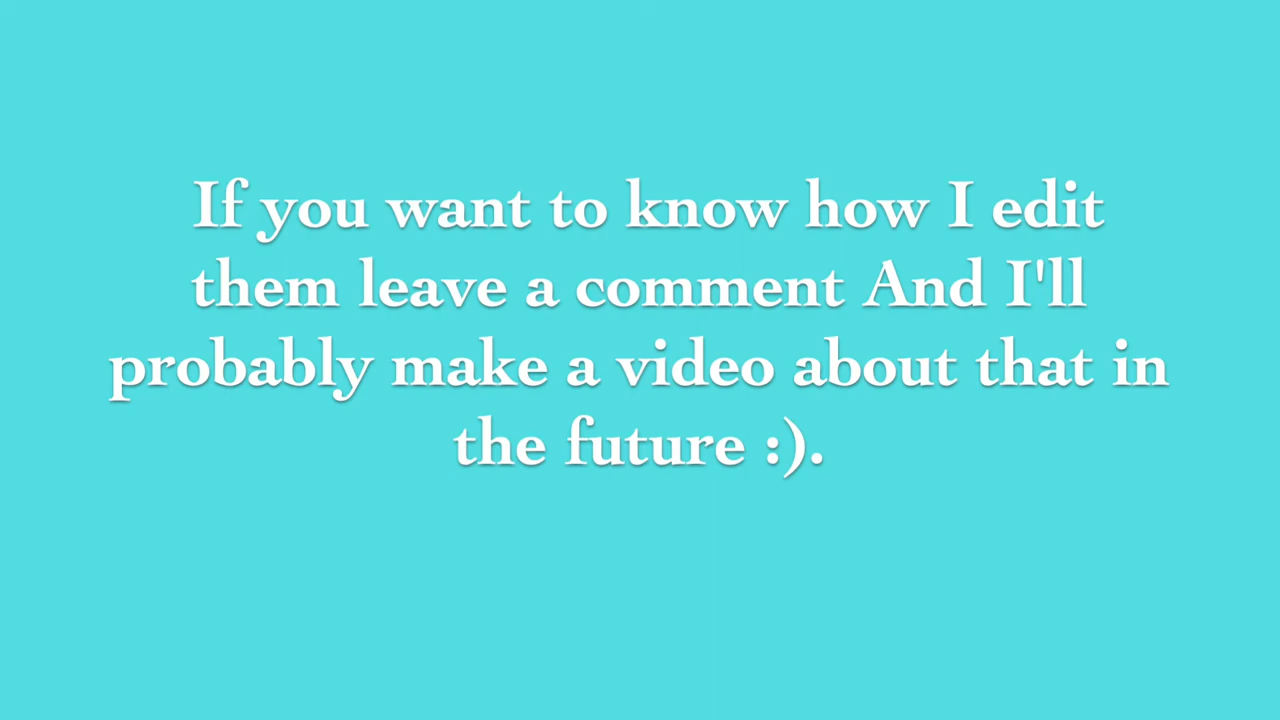 If you want to know how I edit
them leave a comment And I'll
probably make a video about that in
the future :).